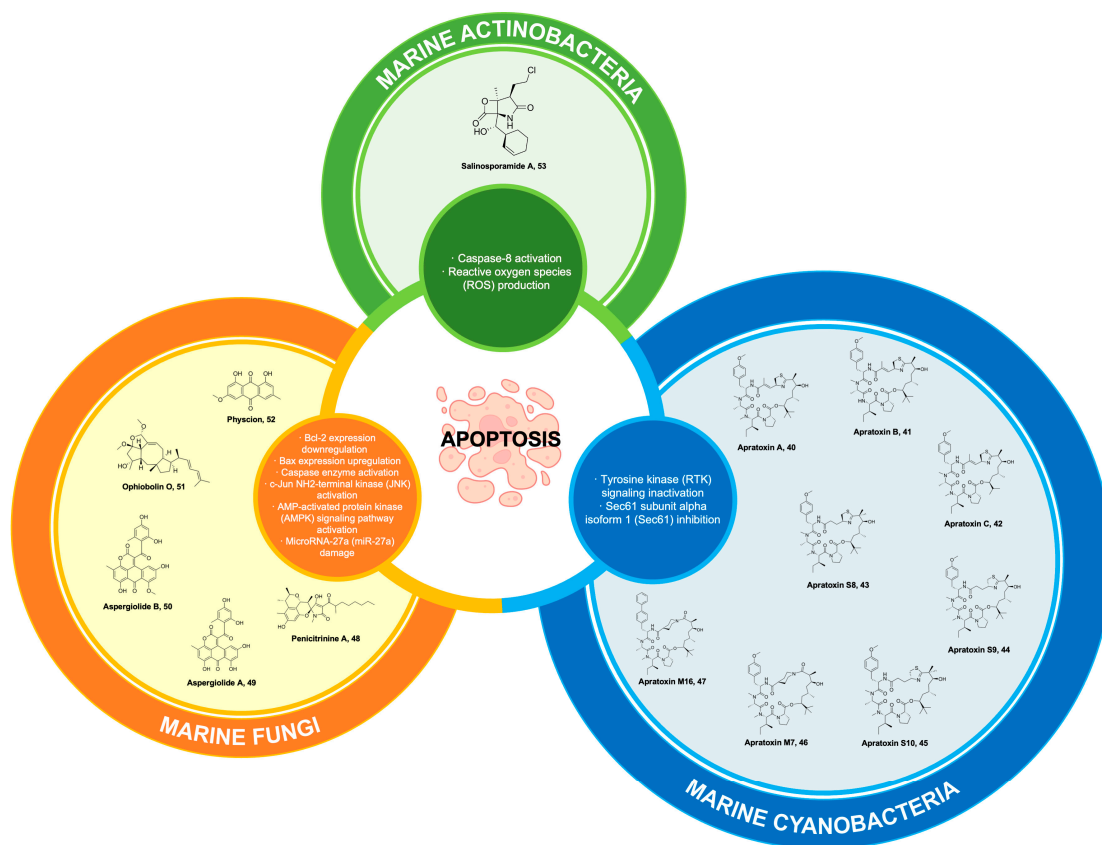 MARINE ACTINOBACTERIA
Cl
O
O
O
N
H
HO
Salinosporamide A, 53
· Caspase-8 activation
· Reactive oxygen species
(ROS) production
MARINE FUNGI
OH O OH
O
O
Physcion, 52
Ophiobolin O, 51
Aspergiolide B, 50
Aspergiolide A, 49
Penicitrinine A, 48
· Bcl-2 expression
downregulation
· Bax expression upregulation
· Caspase enzyme activation
· c-Jun NH2-terminal kinase (JNK)
activation
· AMP-activated protein kinase
(AMPK) signaling pathway
activation
· MicroRNA-27a (miR-27a)
damage
APOPTOSIS
· Tyrosine kinase (RTK)
signaling inactivation
· Sec61 subunit alpha
isoform 1 (Sec61) inhibition
Apratoxin A, 40
Apratoxin B, 41
Apratoxin C, 42
Apratoxin S8, 43
Apratoxin S9, 44
Apratoxin M16, 47
Apratoxin M7, 46
Apratoxin S10, 45
MARINE CYANOBACTERIA